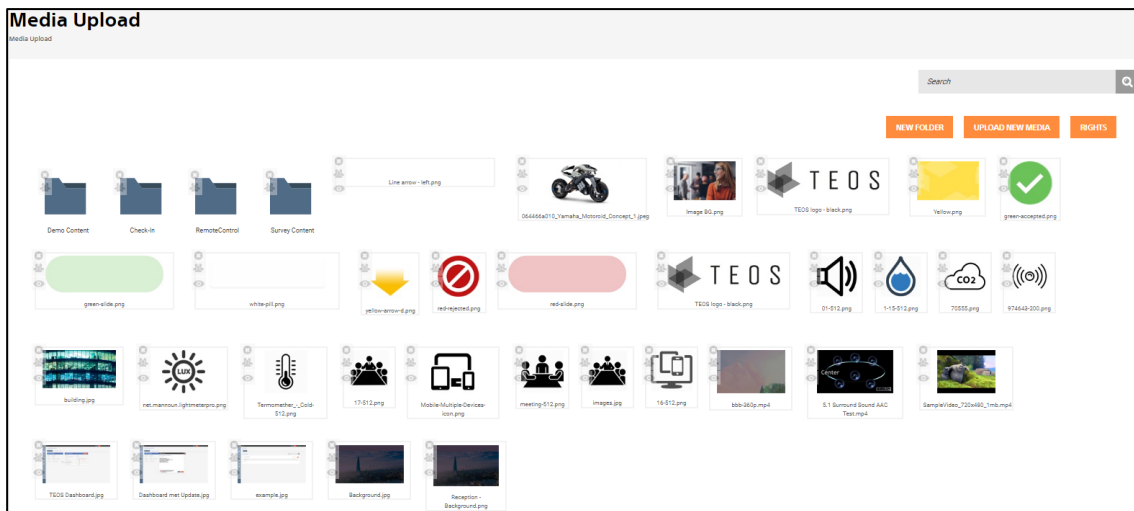 Media Upload
Media Upload
Search
NEW FOLDER
UPLOAD NEW MEDIA
RIGHTS
Demo Content
Check-In
RemoteControl
Survey Content
Line arrow - left.png
064466a010_Yamaha_Motoroid_Concept_1.jpeg
Image BG.png
TEOS
TEOS logo - black.png
Yellow.png
green-accepted.png
green-slide.png
white-pill.png
yellow-arrow-d.png
red-rejected.png
red-slide.png
TEOS
TEOS logo - black.png
01-512.png
1-15-512.png
CO2
70555.png
974643-200.png
building.jpg
LUX
net.mannoun.lightmeterpro.png
Termomether_-_Cold-
512.png
17-512.png
Mobile-Multiple-Devices-
icon.png
meeting-512.png
images.jpg
16-512.png
bbb-360p.mp4
Center
5.1 Surround Sound AAC
Test.mp4
SampleVideo_720x480_1mb.mp4
TEOS Dashboard.jpg
Dashboard met Update.jpg
example.jpg
Background.jpg
Reception -
Background.png